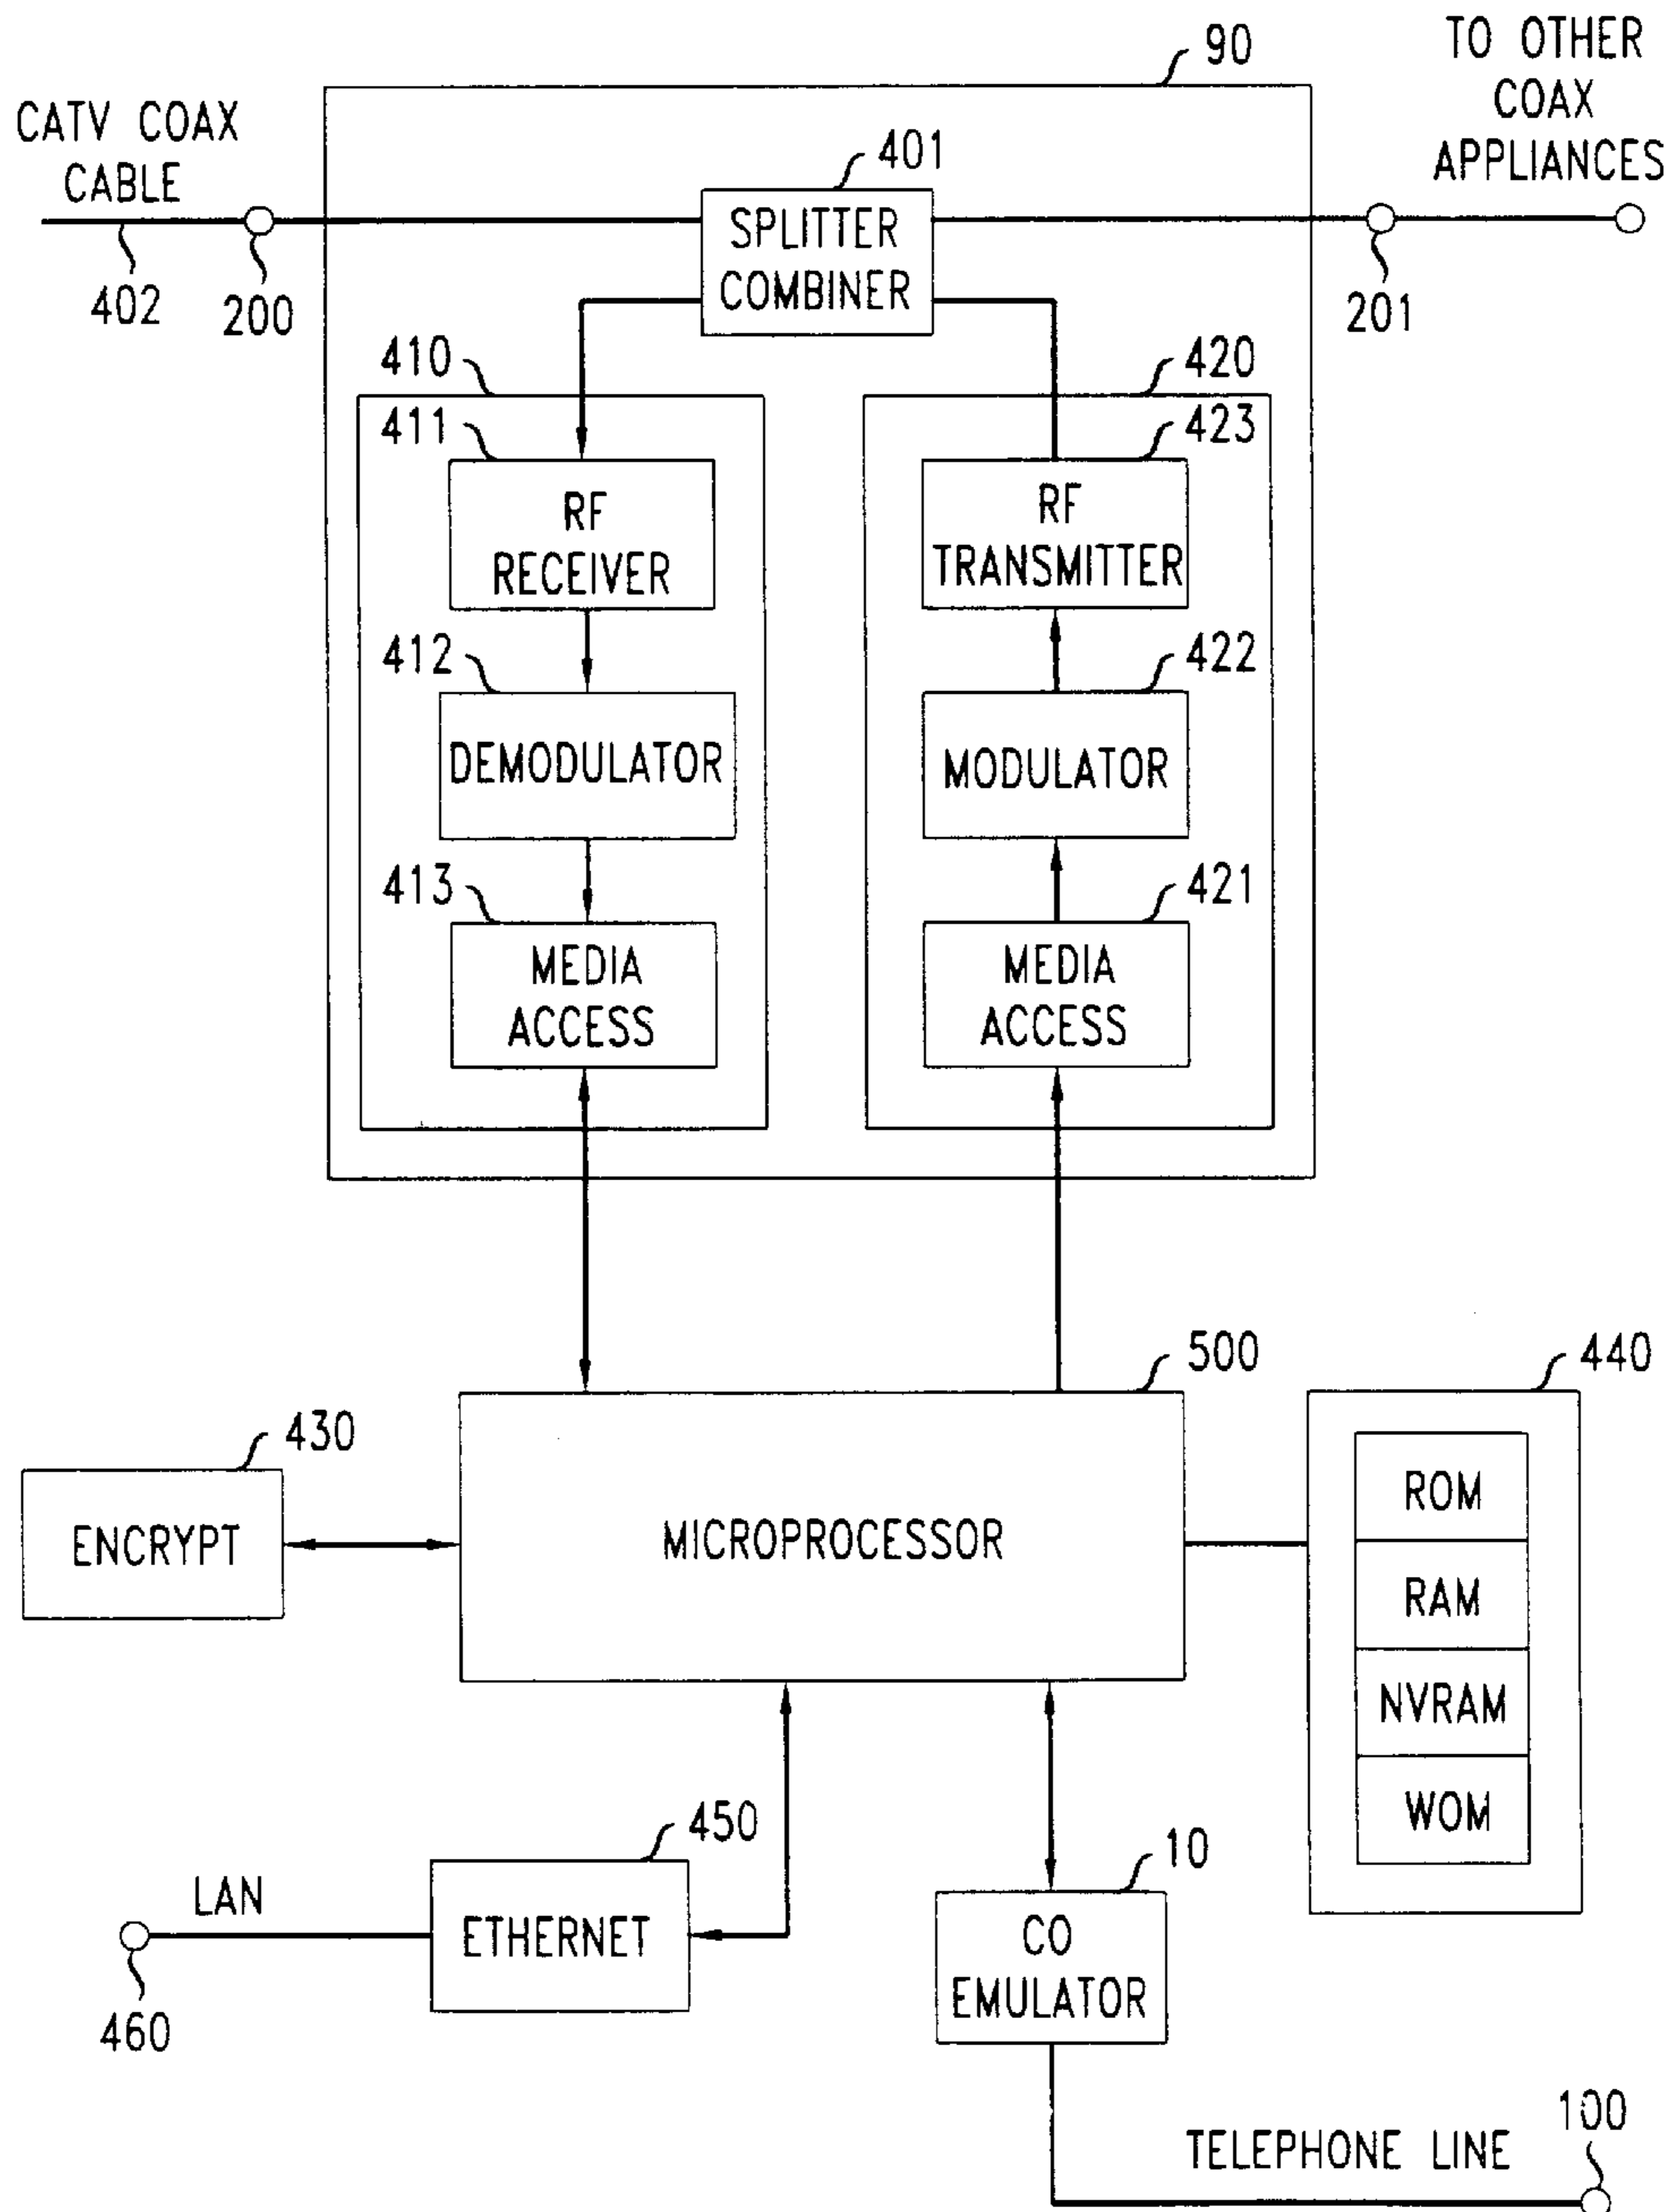 90
TO OTHER
COAX
APPLIANCES
CATV COAX
CABLE
401
SPLITTER
COMBINER
402
200
201
410
420
411
423
RF
RECEIVER
RF
TRANSMITTER
412
422
DEMODULATOR
MODULATOR
413
421
MEDIA
ACCESS
MEDIA
ACCESS
500
440
430
ENCRYPT
MICROPROCESSOR
ROM
RAM
NVRAM
WOM
450
10
LAN
ETHERNET
CO
EMULATOR
460
100
TELEPHONE LINE